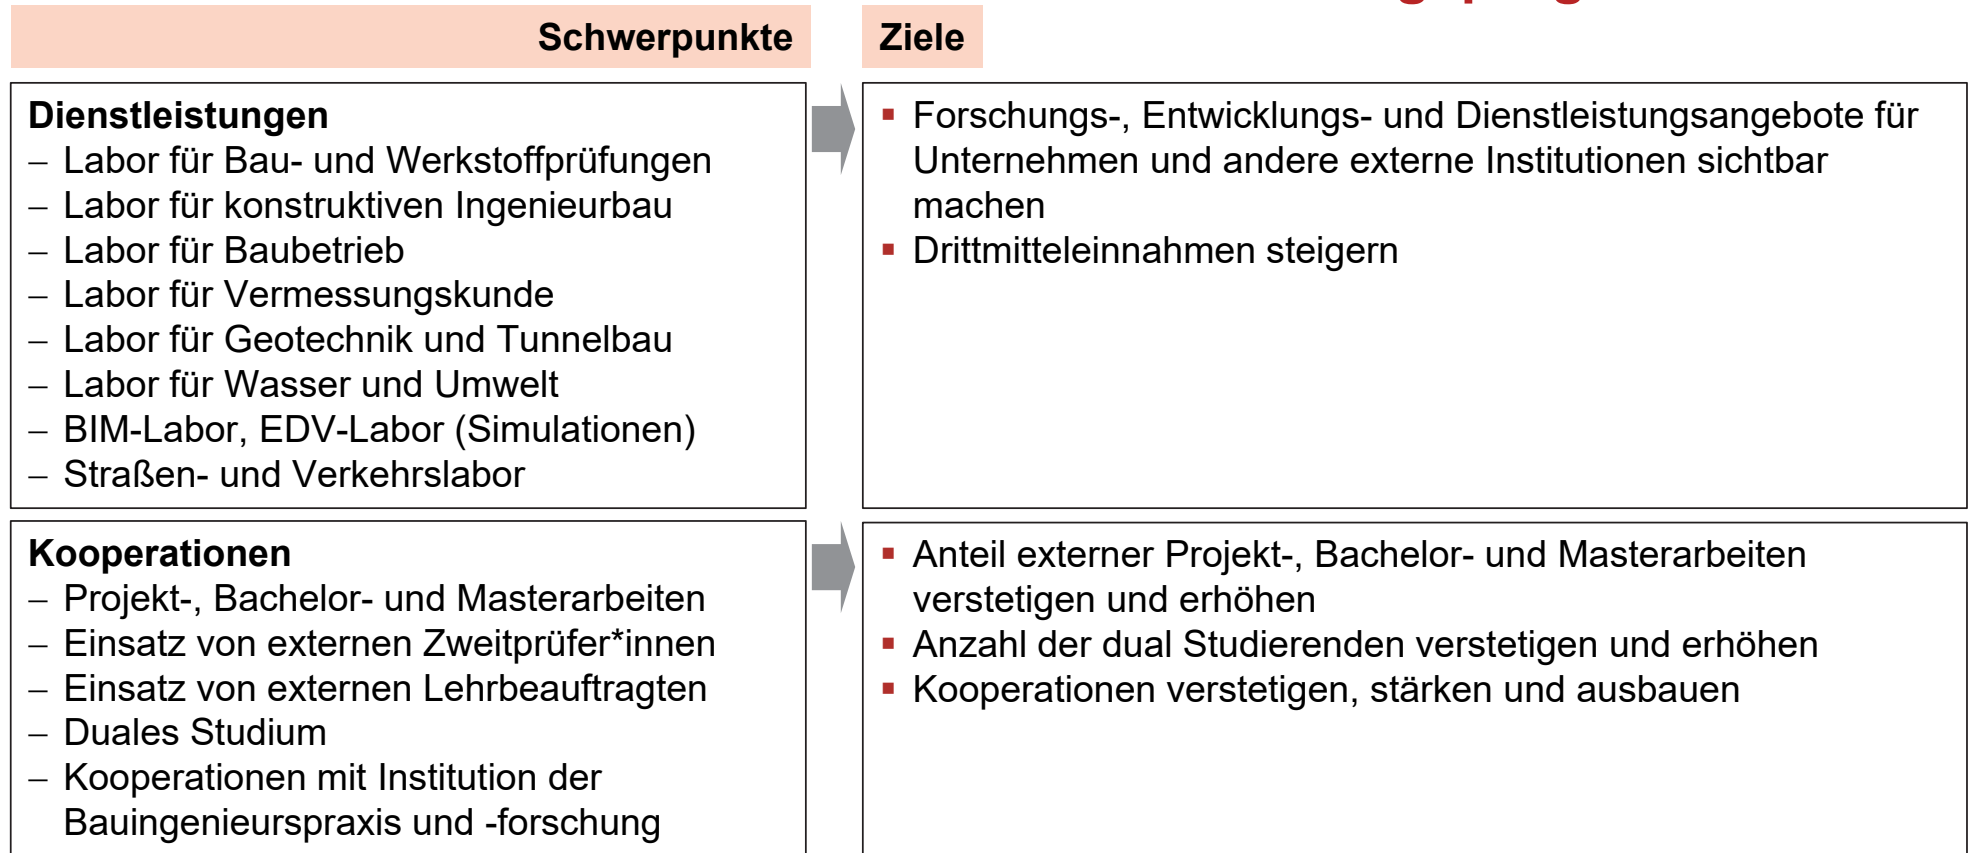 Schwerpunkte
Ziele
Dienstleistungen
– Labor für Bau- und Werkstoffprüfungen
– Labor für konstruktiven Ingenieurbau
– Labor für Baubetrieb
– Labor für Vermessungskunde
– Labor für Geotechnik und Tunnelbau
– Labor für Wasser und Umwelt
– BIM-Labor, EDV-Labor (Simulationen)
– Straßen- und Verkehrslabor
▪ Forschungs-, Entwicklungs- und Dienstleistungsangebote für
Unternehmen und andere externe Institutionen sichtbar
machen
▪ Drittmitteleinnahmen steigern
Kooperationen
– Projekt-, Bachelor- und Masterarbeiten
– Einsatz von externen Zweitprüfer*innen
– Einsatz von externen Lehrbeauftragten
– Duales Studium
– Kooperationen mit Institution der
Bauingenieurspraxis und -forschung
▪ Anteil externer Projekt-, Bachelor- und Masterarbeiten
verstetigen und erhöhen
▪ Anzahl der dual Studierenden verstetigen und erhöhen
▪ Kooperationen verstetigen, stärken und ausbauen